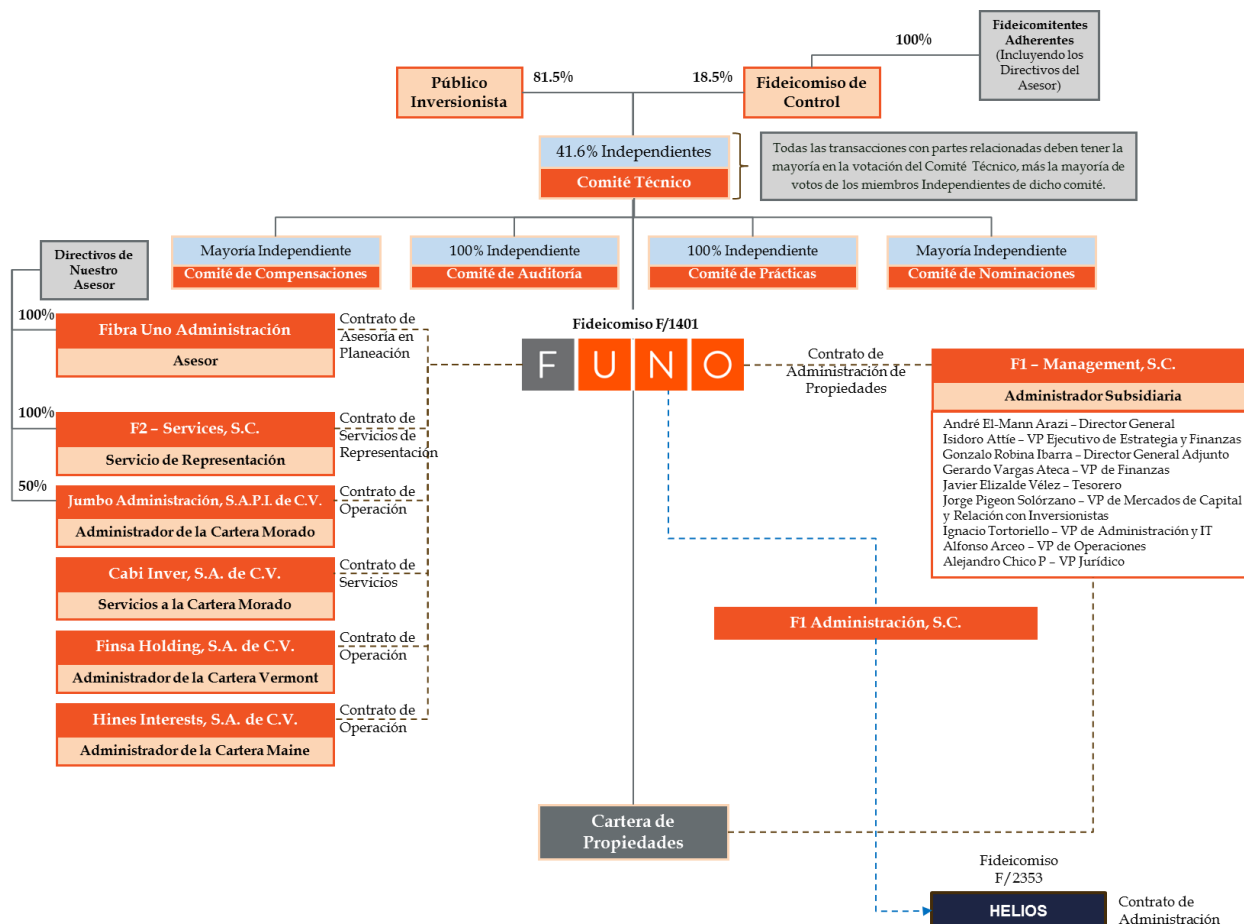 Fideicomitentes
Adherentes
(Incluyendo los
Directivos del
Asesor)
100%
Público
Inversionista
81.5%
18.5%
Fideicomiso de
Control
41.6% Independientes
Comité Técnico
Todas las transacciones con partes relacionadas deben tener la
mayoría en la votación del Comité Técnico, más la mayoría de
votos de los miembros Independientes de dicho comité.
Directivos de
Nuestro
Asesor
Mayoría Independiente
Comité de Compensaciones
100% Independiente
Comité de Auditoría
100% Independiente
Comité de Prácticas
Mayoría Independiente
Comité de Nominaciones
100%
Fibra Uno Administración
Asesor
Contrato de
Asesoría en
Planeación
Fideicomiso F/1401
FUNO
Contrato de
Administración de
Propiedades
F1 – Management, S.C.
Administrador Subsidiaria
André El-Mann Arazi – Director General
Isidoro Attíe – VP Ejecutivo de Estrategia y Finanzas
Gonzalo Robina Ibarra – Director General Adjunto
Gerardo Vargas Ateca – VP de Finanzas
Javier Elizalde Vélez – Tesorero
Jorge Pigeon Solórzano – VP de Mercados de Capital
y Relación con Inversionistas
Ignacio Tortoriello – VP de Administración y IT
Alfonso Arceo – VP de Operaciones
Alejandro Chico P – VP Jurídico
100%
F2 – Services, S.C.
Servicio de Representación
Contrato de
Servicios de
Representación
50%
Jumbo Administración, S.A.P.I. de C.V.
Administrador de la Cartera Morado
Contrato de
Operación
Cabi Inver, S.A. de C.V.
Servicios a la Cartera Morado
Contrato de
Servicios
Finsa Holding, S.A. de C.V.
Administrador de la Cartera Vermont
Contrato de
Operación
Hines Interests, S.A. de C.V.
Administrador de la Cartera Maine
Contrato de
Operación
F1 Administración, S.C.
Cartera de
Propiedades
Fideicomiso
F/2353
HELIOS
Contrato de
Administración